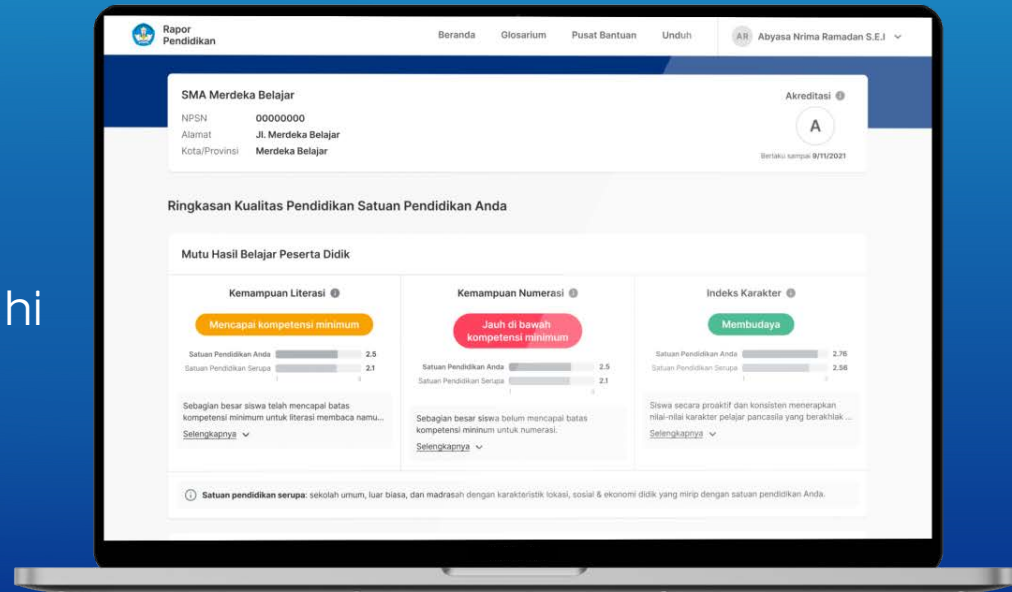 hi
Rapor
Pendidikan
Beranda Glosarium Pusat Bantuan Unduh AR Abyasa Nrima Ramadan S.E.I
SMA Merdeka Belajar
NPSN 00000000
Alamat Jl. Merdeka Belajar
Kota/Provinsi Merdeka Belajar
Akreditasi
A
Berlaku sampai 9/11/2021
Ringkasan Kualitas Pendidikan Satuan Pendidikan Anda
Mutu Hasil Belajar Peserta Didik
Kemampuan Literasi
Mencapai kompetensi minimum
Satuan Pendidikan Anda 2.5
Satuan Pendidikan Serupa 2.1
Sebagian besar siswa telah mencapai batas
kompetensi minimum untuk literasi membaca namu...
Selengkapnya
Kemampuan Numerasi
Jauh di bawah
kompetensi minimum
Satuan Pendidikan Anda 2.5
Satuan Pendidikan Serupa 2.1
Sebagian besar siswa belum mencapai batas
kompetensi mininum untuk numerasi.
Selengkapnya
Indeks Karakter
Membudaya
Satuan Pendidikan Anda 2.76
Satuan Pendidikan Serupa 2.56
Siswa secara proaktif dan konsisten menerapkan
nilai-nilai karakter pelajar pancasila yang berakhlak ...
Selengkapnya
Satuan pendidikan serupa: sekolah umum, luar biasa, dan madrasah dengan karakteristik lokasi, sosial & ekonomi didik yang mirip dengan satuan pendidikan Anda.